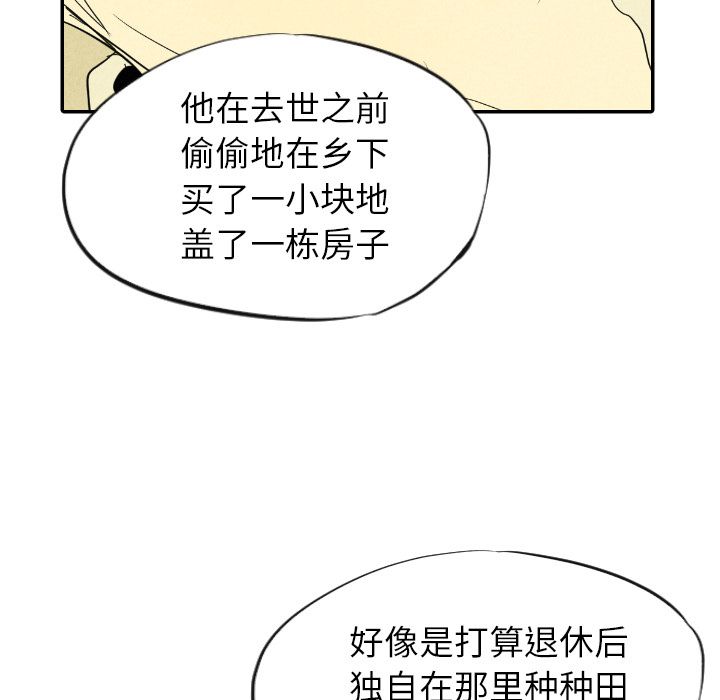 他在去世之前
偷偷地在乡下
买了一小块地
盖了一栋房子
好像是打算退休后
独自在那里种种田